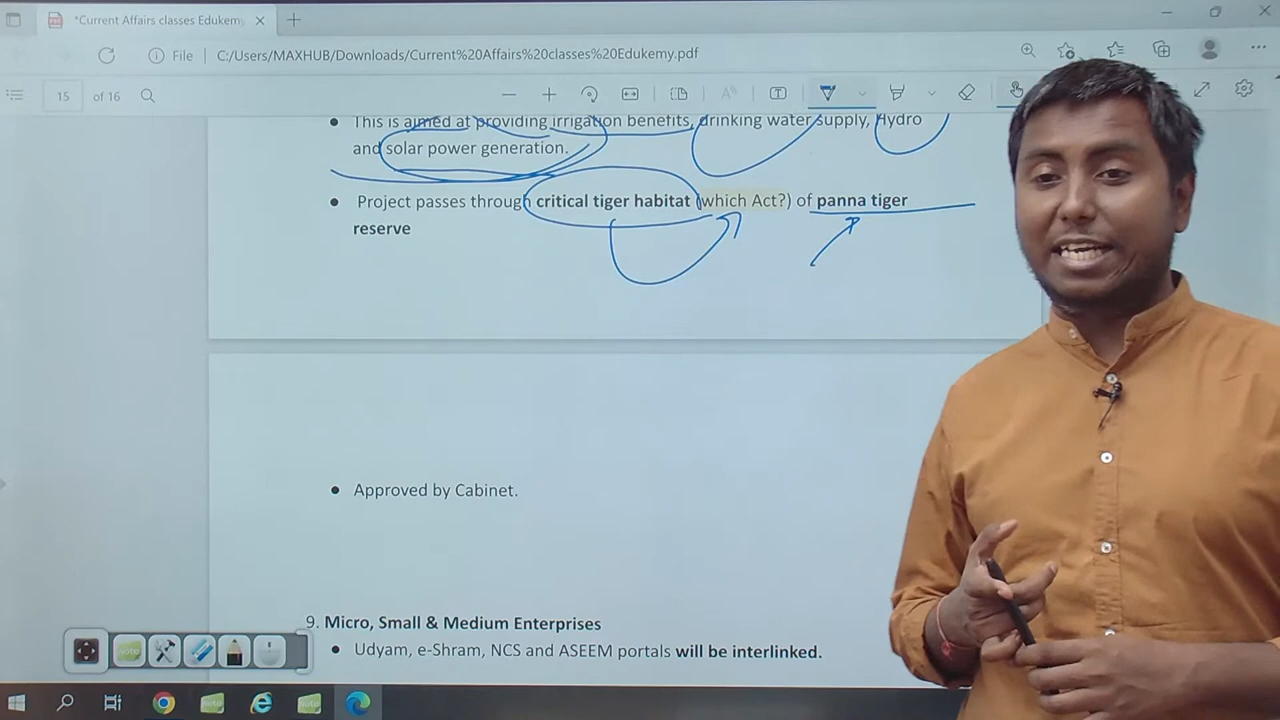 *Current Affairs classes Edukemy
File C:/Users/MAXHUB/Downloads/Current%20Affairs%20classes%20Edukemy.pdf
15 of 16
This is aimed at providing irrigation benefits, drinking water supply, Hydro
and solar power generation.
Project passes through critical tiger habitat (which Act?) of panna tiger
reserve
Approved by Cabinet.
9. Micro, Small & Medium Enterprises
Udyam, e-Shram, NCS and ASEEM portals will be interlinked.